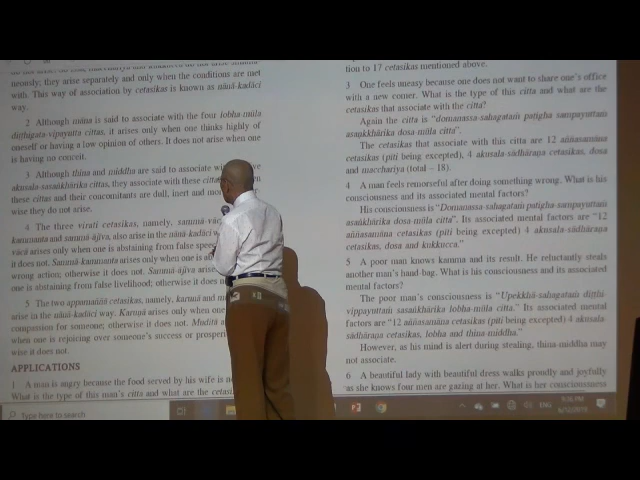 neously; they arise separately and only when the conditions are met
with. This way of association by cetasikas is known as nānā-kadāci
way.
2 Although māna is said to associate with the four lobha-mūla
diṭṭhigata-vipayutta cittas, it arises only when one thinks highly of
oneself or having a low opinion of others. It does not arise when one
is having no conceit.
3 Although thīna and middha are said to associate wi ve
akusala-sasaṅkhārika cittas, they associate with these citta en
these cittas and their concomitants are dull, inert and mo
wise they do not arise.
4 The three viratī cetasikas, namely, sammā-vāc
kammanta and sammā-ājīva, also arise in the nānā-kadāci w
vācā arises only when one is abstaining from false spee
it does not. Sammā-kammanta arises only when one is ab
wrong action; otherwise it does not. Sammā-ājīva arise
one is abstaining from false livelihood; otherwise it does n
5 The two appamaññā cetasikas, namely, karuṇā and m
arise in the nānā-kadāci way. Karuṇā arises only when one
compassion for someone; otherwise it does not. Muditā a
when one is rejoicing over someone's success or prosper
wise it does not.
APPLICATIONS
1 A man is angry because the food served by his wife is n
What is the type of this man's citta and what are the cetasi
Type here to search
tion to 17 cetasikas mentioned above.
3 One feels uneasy because one does not want to share one's office
with a new comer. What is the type of this citta and what are the
cetasikas that associate with the citta?
Again the citta is "domanassa-sahagataṁ paṭigha sampayuttaṁ
asaṅkhārika dosa-mūla citta".
The cetasikas that associate with this citta are 12 aññasamāna
cetasikas (pīti being excepted), 4 akusala-sādhāraṇa cetasikas, dosa
and macchariya (total – 18).
4 A man feels remorseful after doing something wrong. What is his
consciousness and its associated mental factors?
His consciousness is "Domanassa-sahagataṁ paṭigha sampayuttaṁ
asaṅkhārika dosa-mūla citta". Its associated mental factors are "12
aññasamāna cetasikas (pīti being excepted) 4 akusala-sādhāraṇa
cetasikas, dosa and kukkucca."
5 A poor man knows kamma and its result. He reluctantly steals
another man's hand-bag. What is his consciousness and its associated
mental factors?
The poor man's consciousness is "Upekkhā-sahagataṁ diṭṭhi-
vippayuttaṁ sasaṅkhārika lobha-mūla citta." Its associated mental
factors are "12 aññasamāna cetasikas (pīti being excepted) 4 akusala-
sādhāraṇa cetasikas, lobha and thīna-middha."
However, as his mind is alert during stealing, thīna-middha may
not associate.
6 A beautiful lady with beautiful dress walks proudly and joyfully
as she knows four men are gazing at her. What is her consciousness
ENG